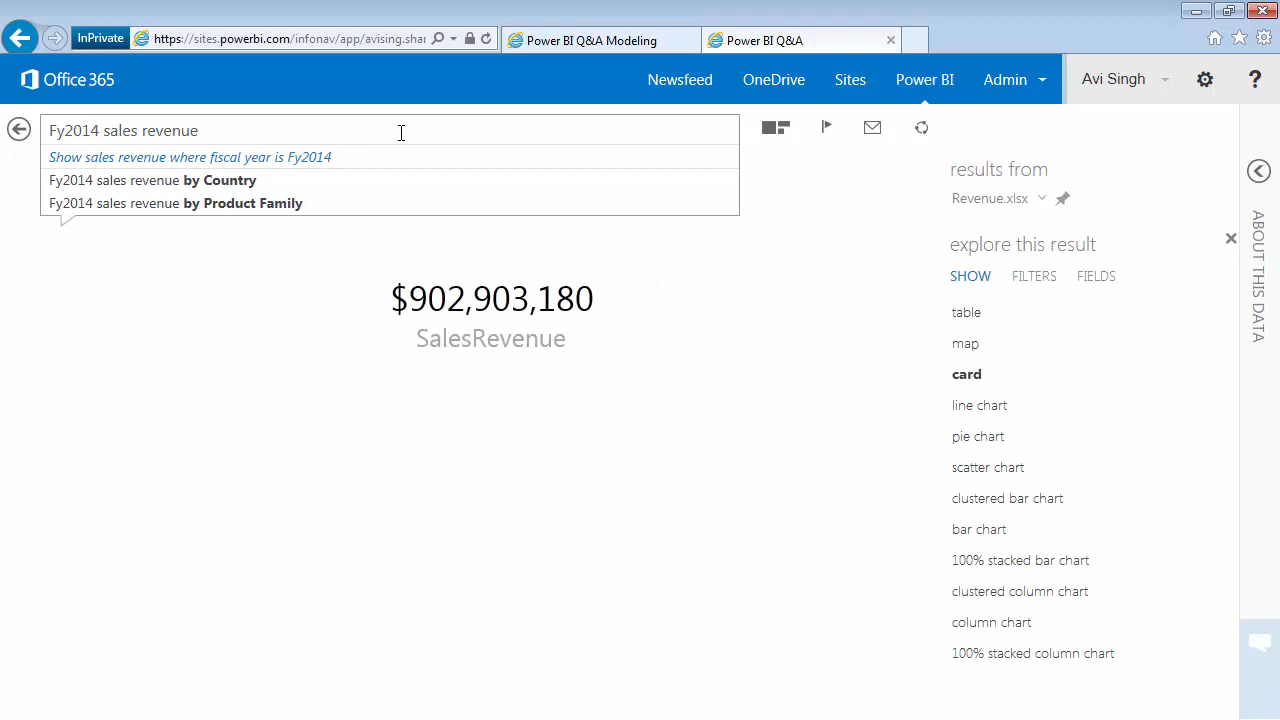 InPrivate
https://sites.powerbi.com/infonav/app/avising.shar
Power BI Q&A Modeling
Power BI Q&A
Office 365
Newsfeed
OneDrive
Sites
Power BI
Admin
Avi Singh
?
Fy2014 sales revenue
Show sales revenue where fiscal year is Fy2014
Fy2014 sales revenue by Country
Fy2014 sales revenue by Product Family
$902,903,180
SalesRevenue
results from
Revenue.xlsx
explore this result
SHOW FILTERS FIELDS
table
map
card
line chart
pie chart
scatter chart
clustered bar chart
bar chart
100% stacked bar chart
clustered column chart
column chart
100% stacked column chart
ABOUT THIS DATA